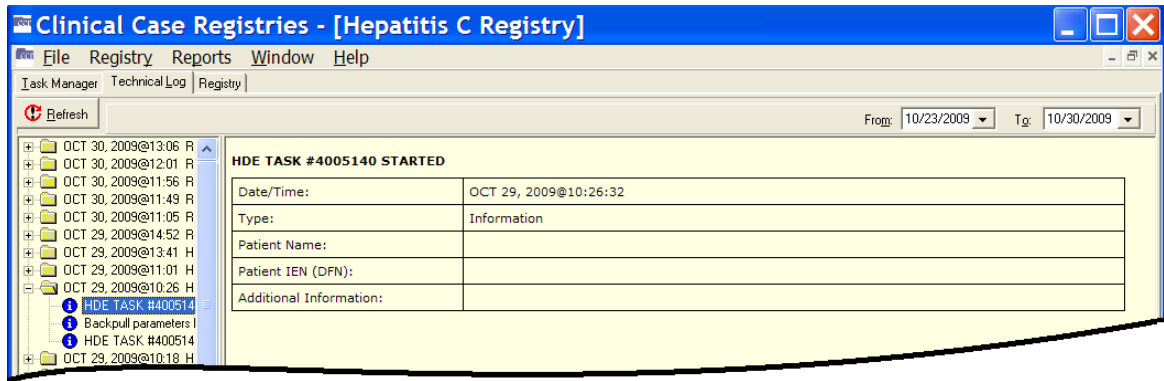 Clinical Case Registries - [Hepatitis C Registry]
File Registry Reports Window Help
Task Manager Technical Log Registry
Refresh From: 10/23/2009 To: 10/30/2009
OCT 30, 2009@13:06 R
OCT 30, 2009@12:01 R
OCT 30, 2009@11:56 R
OCT 30, 2009@11:49 R
OCT 30, 2009@11:05 R
OCT 29, 2009@14:52 R
OCT 29, 2009@13:41 H
OCT 29, 2009@11:01 H
OCT 29, 2009@10:26 H
HDE TASK #400514
Backpull parameters
HDE TASK #400514
OCT 29, 2009@10:18 H
HDE TASK #4005140 STARTED
Date/Time: OCT 29, 2009@10:26:32
Type: Information
Patient Name:
Patient IEN (DFN):
Additional Information: